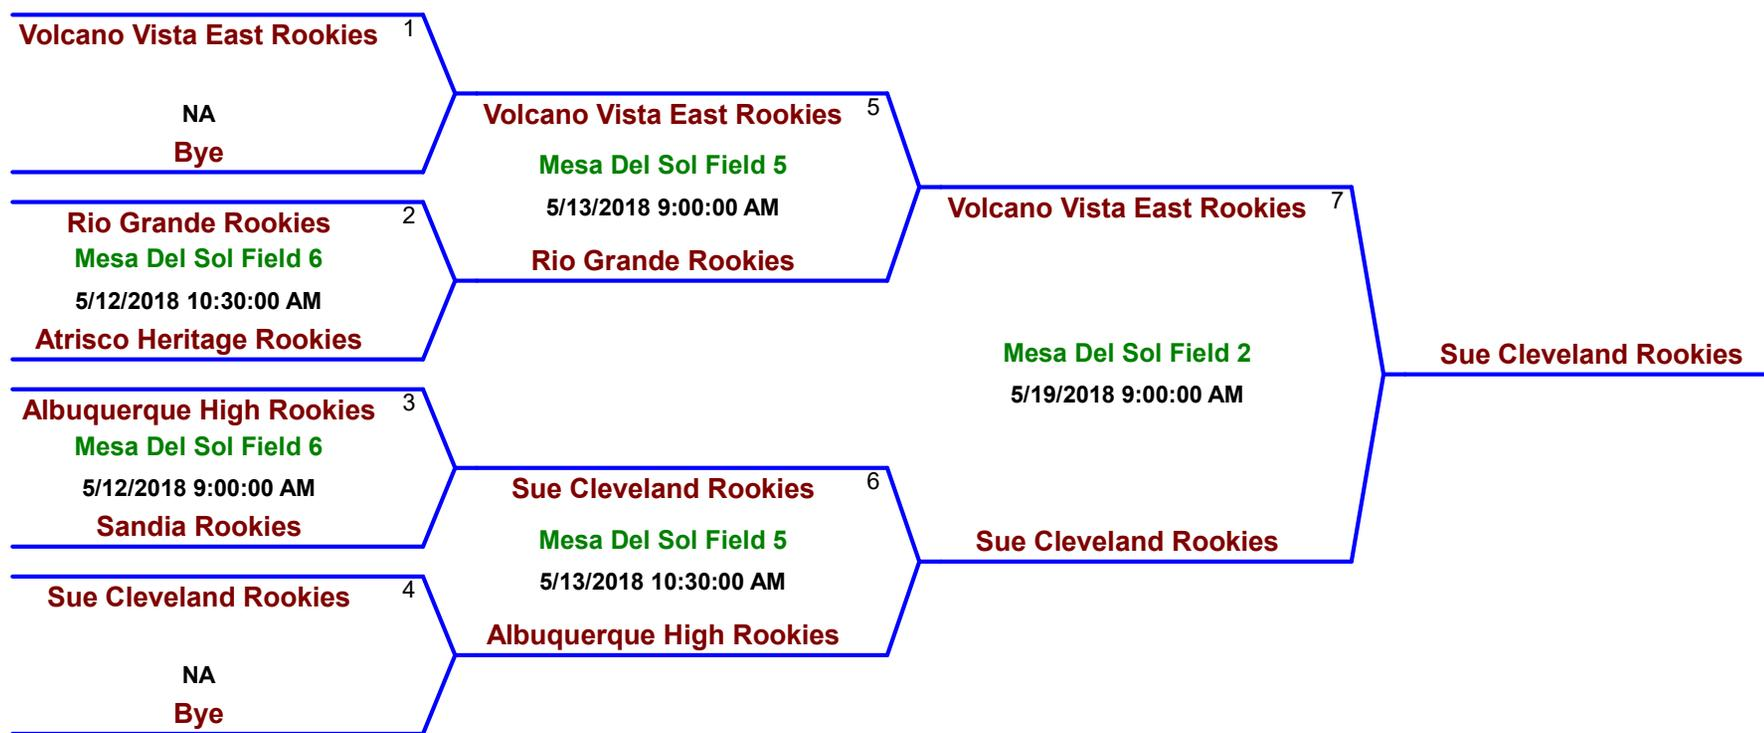 Volcano Vista East Rookies 1
NA
Bye
Rio Grande Rookies 2
Mesa Del Sol Field 6
5/12/2018 10:30:00 AM
Atrisco Heritage Rookies
Albuquerque High Rookies 3
Mesa Del Sol Field 6
5/12/2018 9:00:00 AM
Sandia Rookies
Sue Cleveland Rookies 4
NA
Bye
Volcano Vista East Rookies 5
Mesa Del Sol Field 5
5/13/2018 9:00:00 AM
Rio Grande Rookies
Sue Cleveland Rookies 6
Mesa Del Sol Field 5
5/13/2018 10:30:00 AM
Albuquerque High Rookies
Volcano Vista East Rookies 7
Mesa Del Sol Field 2
5/19/2018 9:00:00 AM
Sue Cleveland Rookies
Sue Cleveland Rookies